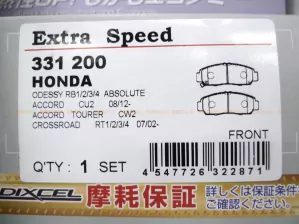 Extra Speed
331 200
HONDA
ODESSY RB1/2/3/4 ABSOLUTE
ACCORD CU2 08/12-
ACCORD TOURER CW2
CROSSROAD RT1/2/3/4 07/02-
FRONT
Q'TY : 1 SET
4 547726 322871
DIXCEL 摩耗保証
詳しくは保証条件
ご確認ください